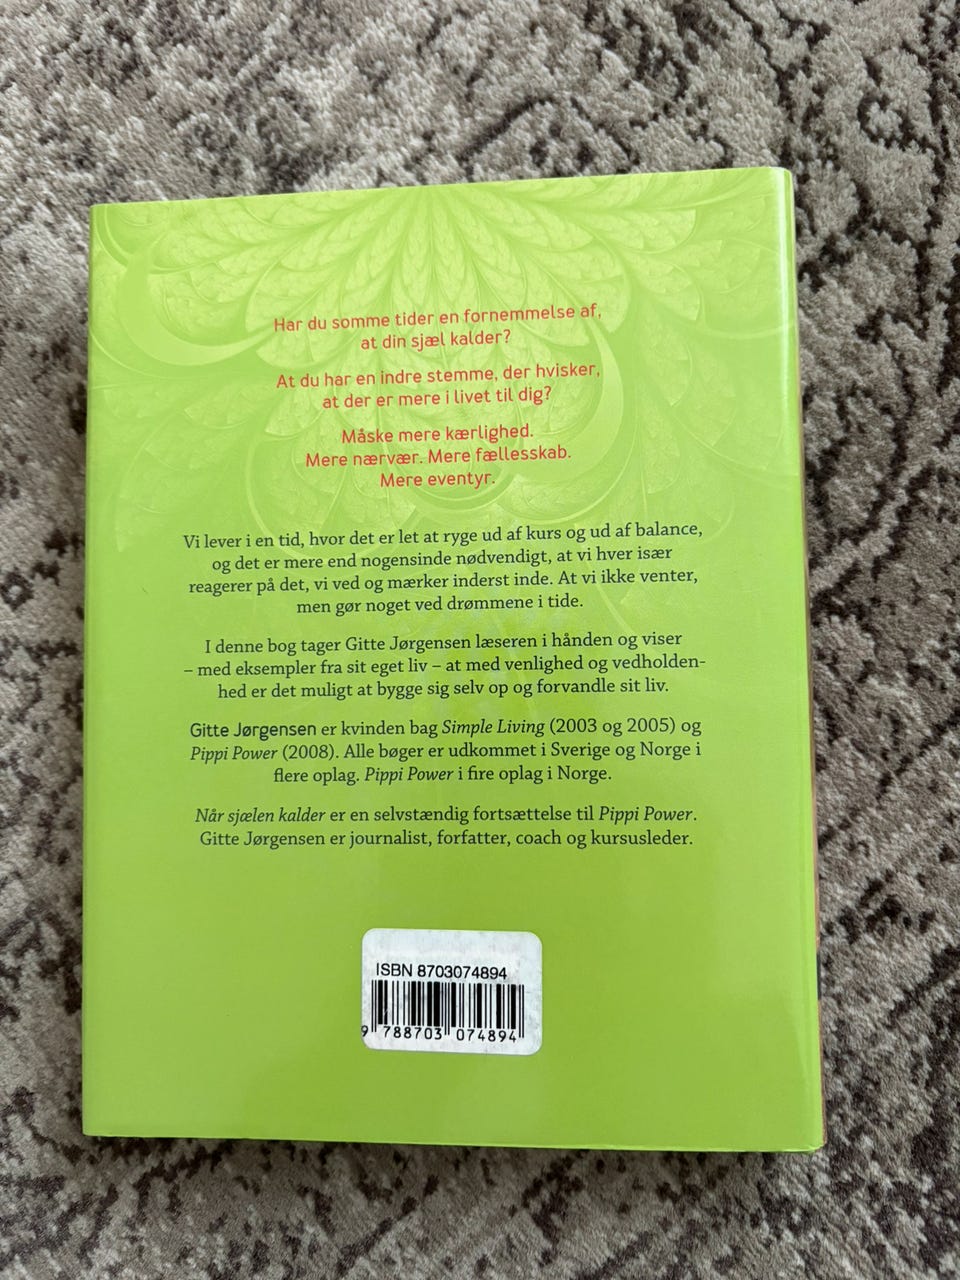 Har du somme tider en fornemmelse af,
at din sjæl kalder?
At du har en indre stemme, der hvisker,
at der er mere i livet til dig?
Måske mere kærlighed.
Mere nærvær. Mere fællesskab.
Mere eventyr.
Vi lever i en tid, hvor det er let at ryge ud af kurs og ud af balance,
og det er mere end nogensinde nødvendigt, at vi hver især
reagerer på det, vi ved og mærker inderst inde. At vi ikke venter,
men gør noget ved drømmene i tide.
I denne bog tager Gitte Jørgensen læseren i hånden og viser
– med eksempler fra sit eget liv – at med venlighed og vedholden-
hed er det muligt at bygge sig selv op og forvandle sit liv.
Gitte Jørgensen er kvinden bag Simple Living (2003 og 2005) og
Pippi Power (2008). Alle bøger er udkommet i Sverige og Norge i
flere oplag. Pippi Power i fire oplag i Norge.
Når sjælen kalder er en selvstændig fortsættelse til Pippi Power.
Gitte Jørgensen er journalist, forfatter, coach og kursusleder.
ISBN 8703074894
9 788703 074894